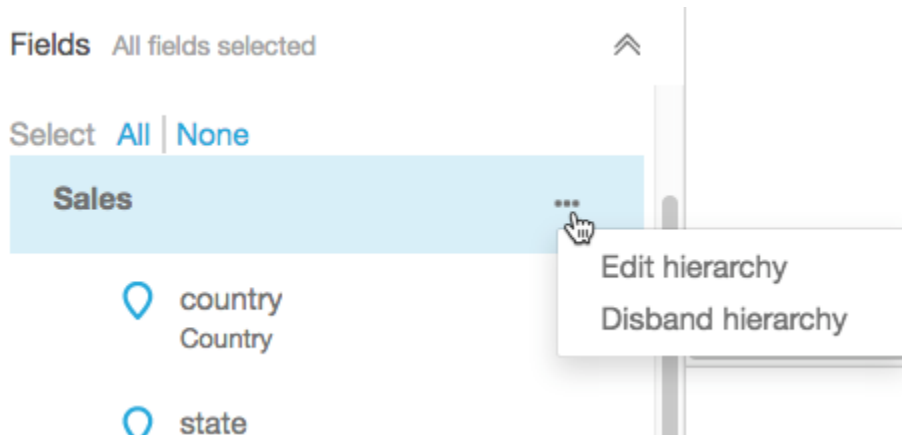 Fields All fields selected
Select All None
Sales
Edit hierarchy
country
Disband hierarchy
Country
state